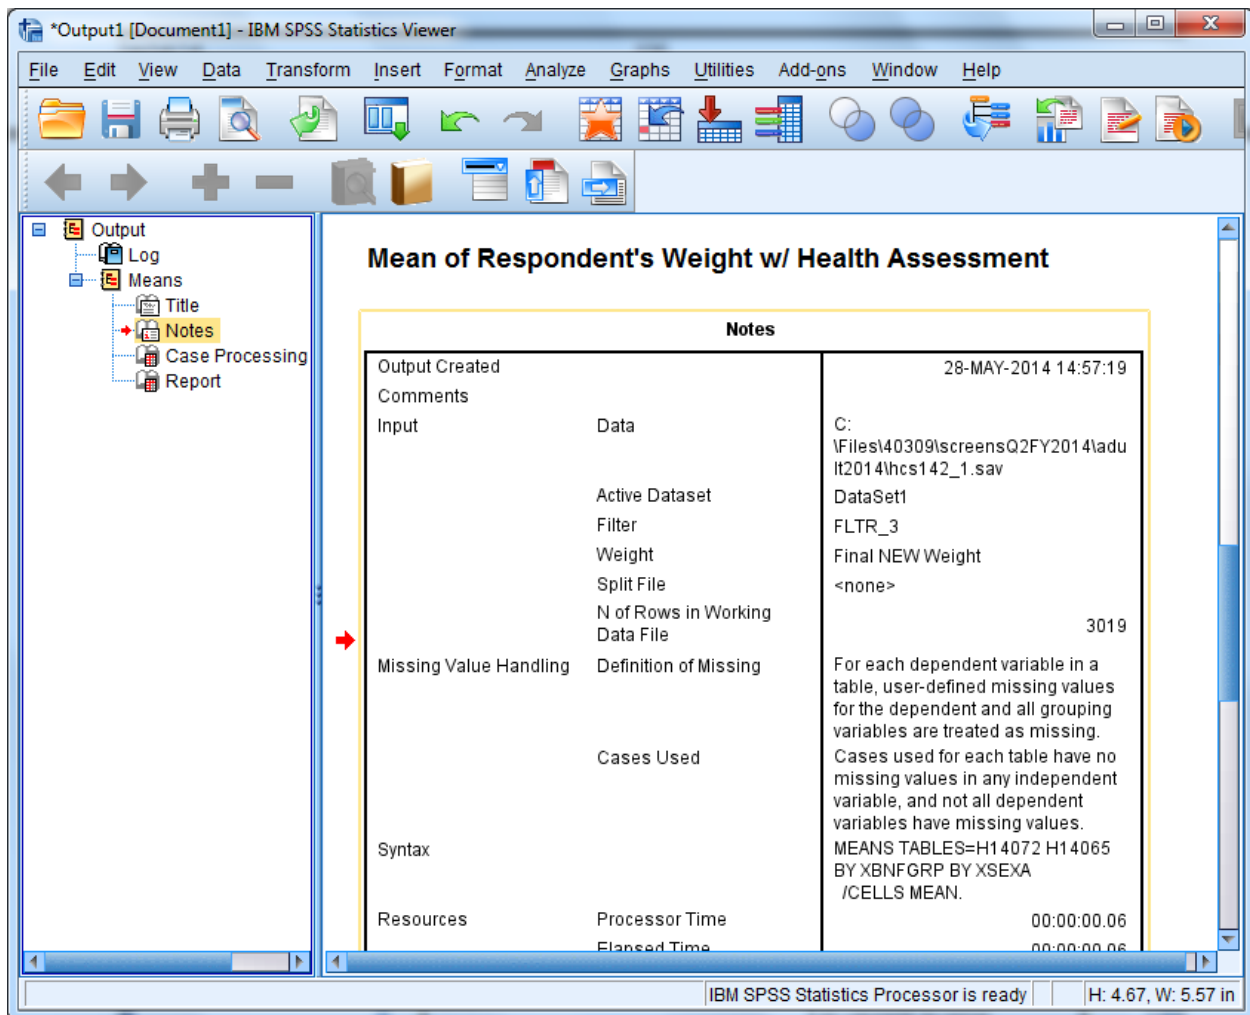 *Output1 [Document1] - IBM SPSS Statistics Viewer
File Edit View Data Transform Insert Format Analyze Graphs Utilities Add-ons Window Help
Output
Log
Means
Title
Notes
Case Processing
Report
Mean of Respondent's Weight w/ Health Assessment
Notes
Output Created 28-MAY-2014 14:57:19
Comments
Input Data C:
\Files\40309\screensQ2FY2014\adu
lt2014\hcs142_1.sav
Active Dataset DataSet1
Filter FLTR_3
Weight Final NEW Weight
Split File <none>
N of Rows in Working
Data File 3019
Missing Value Handling Definition of Missing For each dependent variable in a
table, user-defined missing values
for the dependent and all grouping
variables are treated as missing.
Cases Used Cases used for each table have no
missing values in any independent
variable, and not all dependent
variables have missing values.
Syntax MEANS TABLES=H14072 H14065
BY XBNFGRP BY XSEXA
/CELLS MEAN.
Resources Processor Time 00:00:00.06
Elapsed Time 00:00:00.06
IBM SPSS Statistics Processor is ready H: 4.67, W: 5.57 in